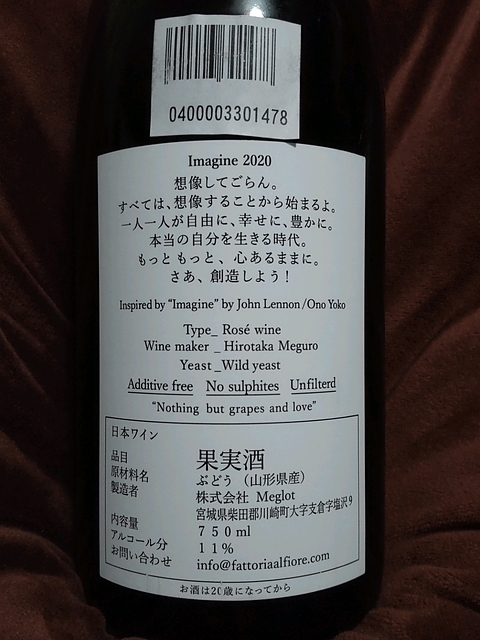 0400003301478
Imagine 2020
想像してごらん。
すべては、想像することから始まるよ。
一人一人が自由に、幸せに、豊かに。
本当の自分を生きる時代。
もっと もっと、心あるままに。
さあ、創造しよう！
Inspired by "Imagine" by John Lennon/Ono Yoko
Type_ Rosé wine
Wine maker _ Hirotaka Meguro
Yeast _Wild yeast
Additive free No sulphites Unfilterd
"Nothing but grapes and love"
日本ワイン
品目 果実酒
原材料名 ぶどう（山形県産）
製造者 株式会社 Meglot
宮城県柴田郡川崎町大字支倉字塩沢9
内容量 750ml
アルコール分 11%
お問い合わせ info@fattoriaalfiore.com
お酒は20歳になってから